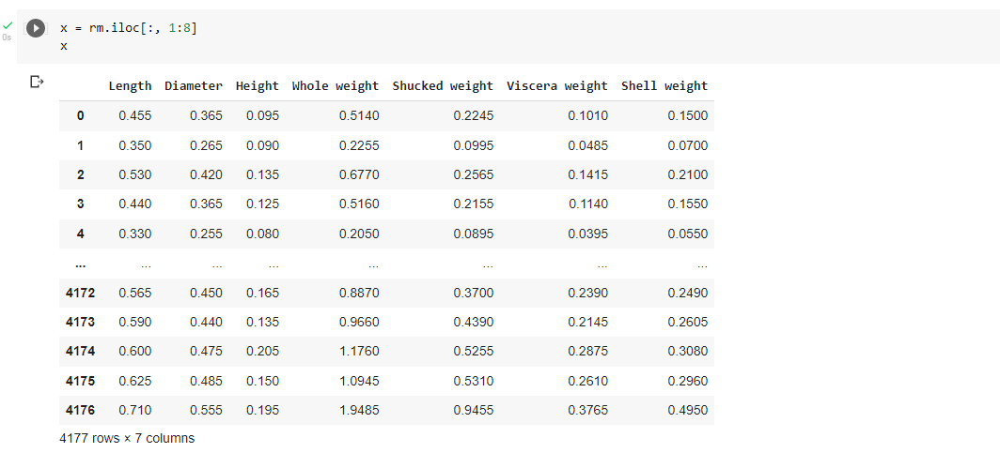 x = rm.iloc[:, 1:8]
0s
x
Length Diameter Height Whole weight Shucked weight Viscera weight Shell weight
0 0.455 0.365 0.095 0.5140 0.2245 0.1010 0.1500
1 0.350 0.265 0.090 0.2255 0.0995 0.0485 0.0700
2 0.530 0.420 0.135 0.6770 0.2565 0.1415 0.2100
3 0.440 0.365 0.125 0.5160 0.2155 0.1140 0.1550
4 0.330 0.255 0.080 0.2050 0.0895 0.0395 0.0550
... ... ... ... ... ... ... ...
4172 0.565 0.450 0.165 0.8870 0.3700 0.2390 0.2490
4173 0.590 0.440 0.135 0.9660 0.4390 0.2145 0.2605
4174 0.600 0.475 0.205 1.1760 0.5255 0.2875 0.3080
4175 0.625 0.485 0.150 1.0945 0.5310 0.2610 0.2960
4176 0.710 0.555 0.195 1.9485 0.9455 0.3765 0.4950
4177 rows × 7 columns